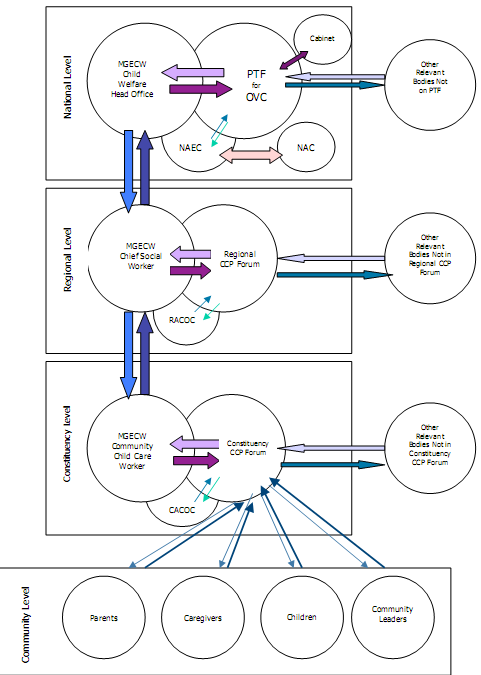 National Level
MGECW
Child
Welfare
Head Office
PTF
for
OVC
Cabinet
NAEC
NAC
Other
Relevant
Bodies Not
on PTF
Regional Level
MGECW
Chief Social
Worker
Regional
CCP Forum
RACOC
Other
Relevant
Bodies Not in
Regional CCP
Forum
Constituency level
MGECW
Community
Child Care
Worker
Constituency
CCP Forum
CACOC
Other
Relevant
Bodies Not in
Constituency
CCP Forum
Community Level
Parents
Caregivers
Children
Community
Leaders